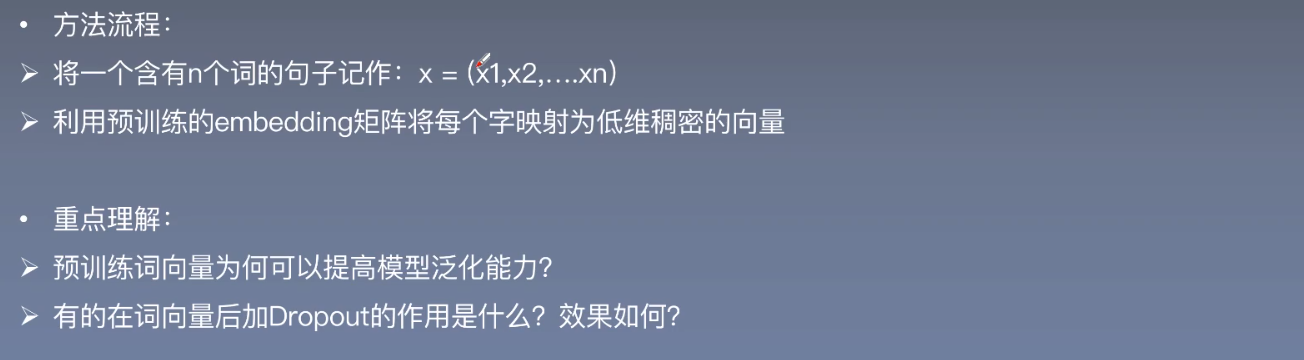 • 方法流程：
➢ 将一个含有n个词的句子记作：x = (x1,x2,….xn)
➢ 利用预训练的embedding矩阵将每个字映射为低维稠密的向量
• 重点理解：
➢ 预训练词向量为何可以提高模型泛化能力？
➢ 有的在词向量后加Dropout的作用是什么？效果如何？